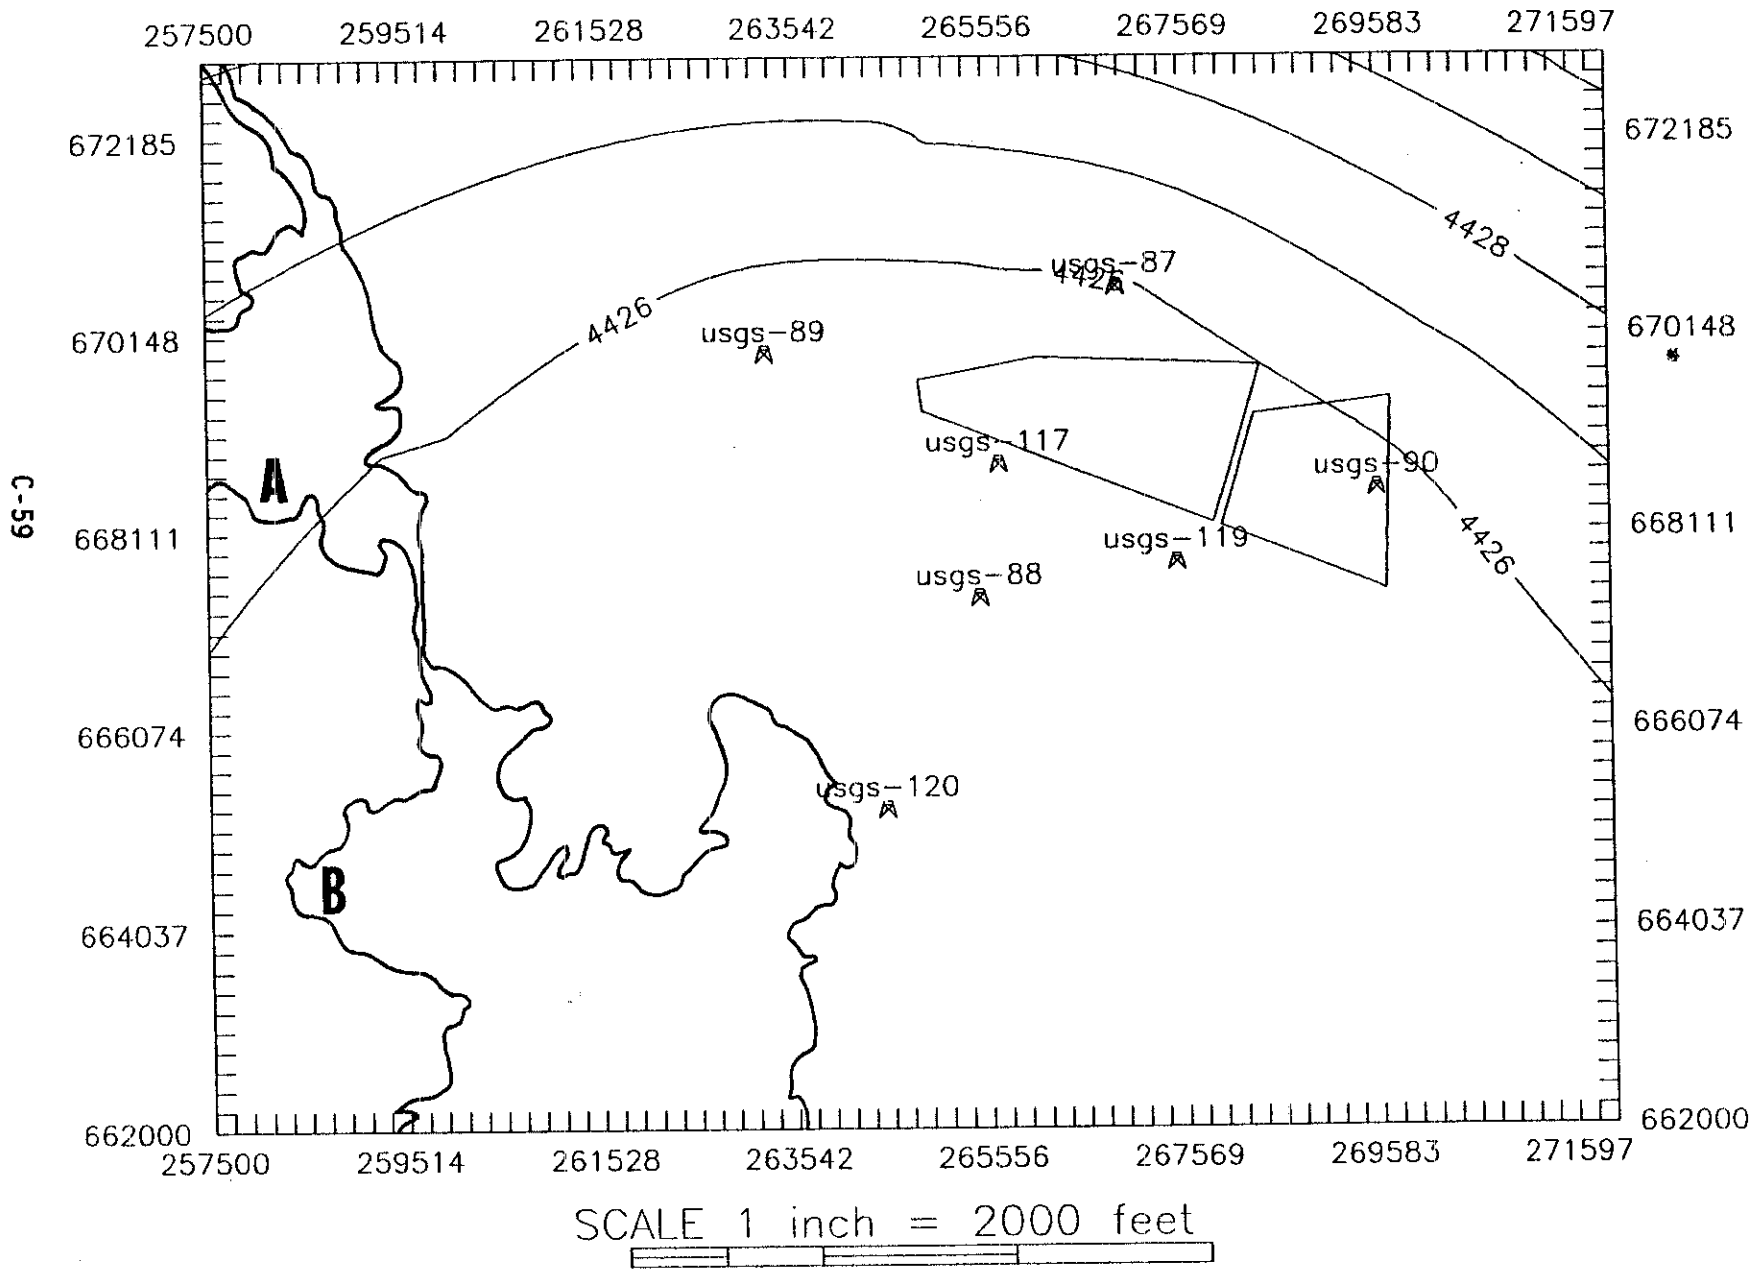 257500 259514 261528 263542 265556 267569 269583 271597
672185 672185
4428
usgs-87
4426
670148 670148
4426
usgs-89
usgs-117
usgs-90
A
C-59
668111 668111
usgs-119
4426
usgs-88
666074 666074
usgs-120
B
664037 664037
662000 662000
257500 259514 261528 263542 265556 267569 269583 271597
SCALE 1 inch = 2000 feet